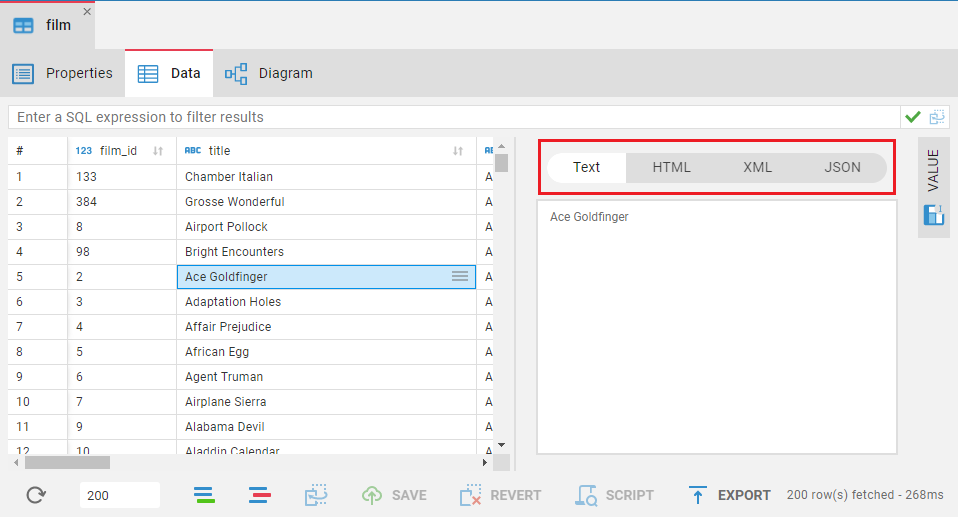 film
Properties Data Diagram
Enter a SQL expression to filter results
# 123 film_id ABC title AB
1 133 Chamber Italian A
2 384 Grosse Wonderful A
3 8 Airport Pollock A
4 98 Bright Encounters A
5 2 Ace Goldfinger A
6 3 Adaptation Holes A
7 4 Affair Prejudice A
8 5 African Egg A
9 6 Agent Truman A
10 7 Airplane Sierra A
11 9 Alabama Devil A
12 10 Aladdin Calendar A
Text HTML XML JSON
Ace Goldfinger
VALUE
200 SAVE REVERT SCRIPT EXPORT 200 row(s) fetched - 268ms